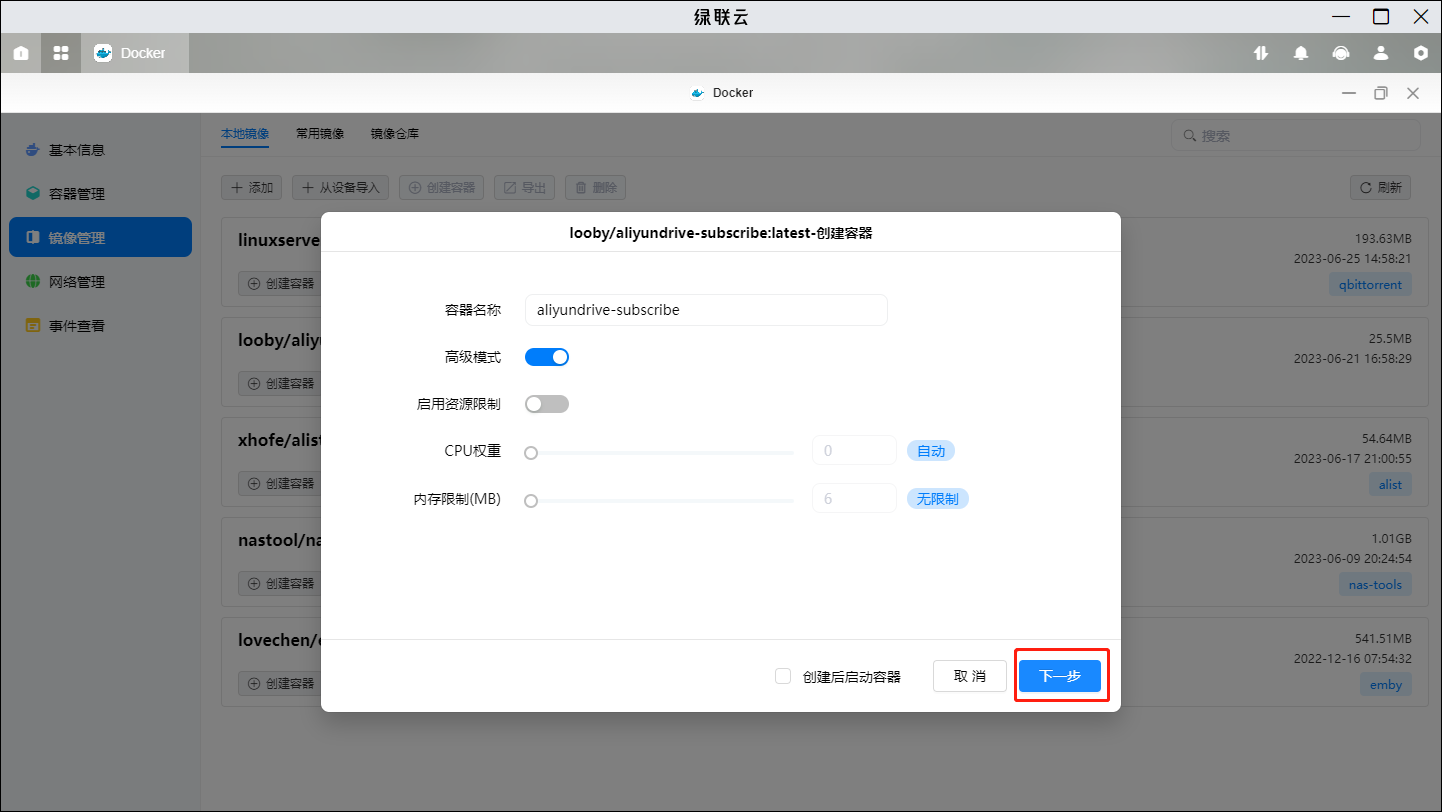 绿联云
Docker
Docker
基本信息
容器管理
镜像管理
网络管理
事件查看
本地镜像 常用镜像 镜像仓库
搜索
添加 从设备导入 创建容器 导出 删除 刷新
linuxserve
193.63MB
2023-06-25 14:58:21
创建容器
qbittorrent
looby/aliyu
25.5MB
2023-06-21 16:58:29
创建容器
xhofe/alist
54.64MB
2023-06-17 21:00:55
创建容器
alist
nastool/na
1.01GB
2023-06-09 20:24:54
创建容器
nas-tools
lovechen/e
541.51MB
2022-12-16 07:54:32
创建容器
emby
looby/aliyundrive-subscribe:latest-创建容器
容器名称 aliyundrive-subscribe
高级模式
启用资源限制
CPU权重 0 自动
内存限制(MB) 6 无限制
创建后启动容器 取消 下一步